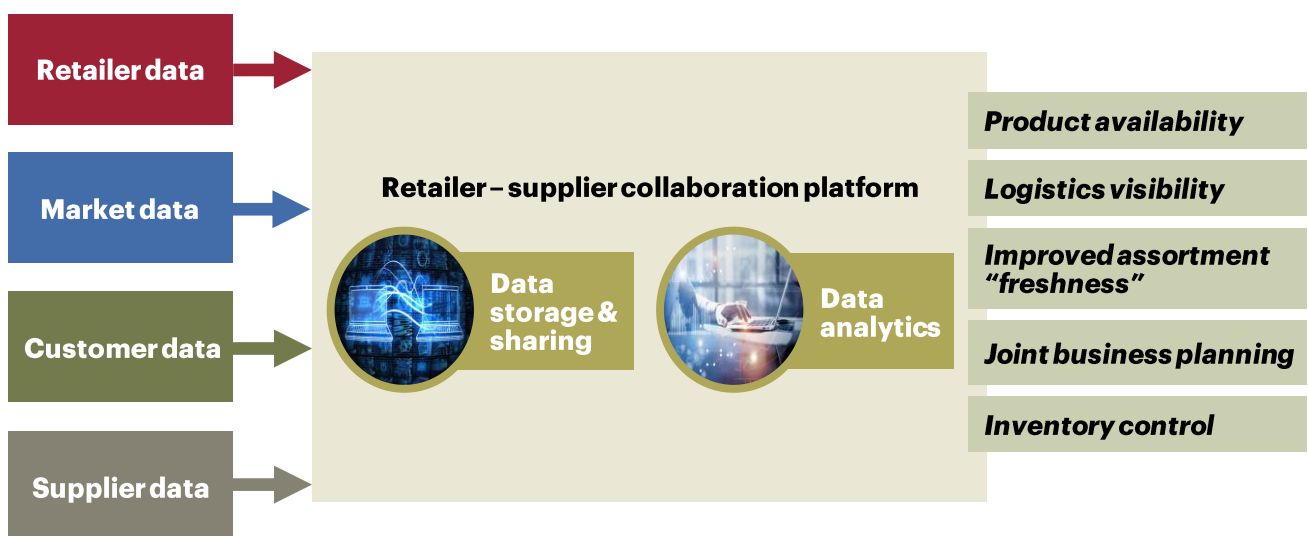 Retailer data
Market data
Customer data
Supplier data
Retailer – supplier collaboration platform
Data
storage &
sharing
Data
analytics
Product availability
Logistics visibility
Improved assortment
“freshness”
Joint business planning
Inventory control